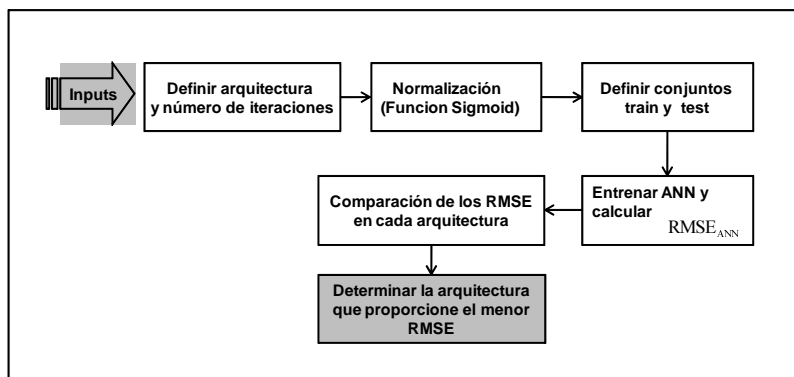 Inputs
Definir arquitectura
y número de iteraciones
Normalización
(Funcion Sigmoid)
Definir conjuntos
train y test
Entrenar ANN y
calcular
RMSE_ANN
Comparación de los RMSE
en cada arquitectura
Determinar la arquitectura
que proporcione el menor
RMSE